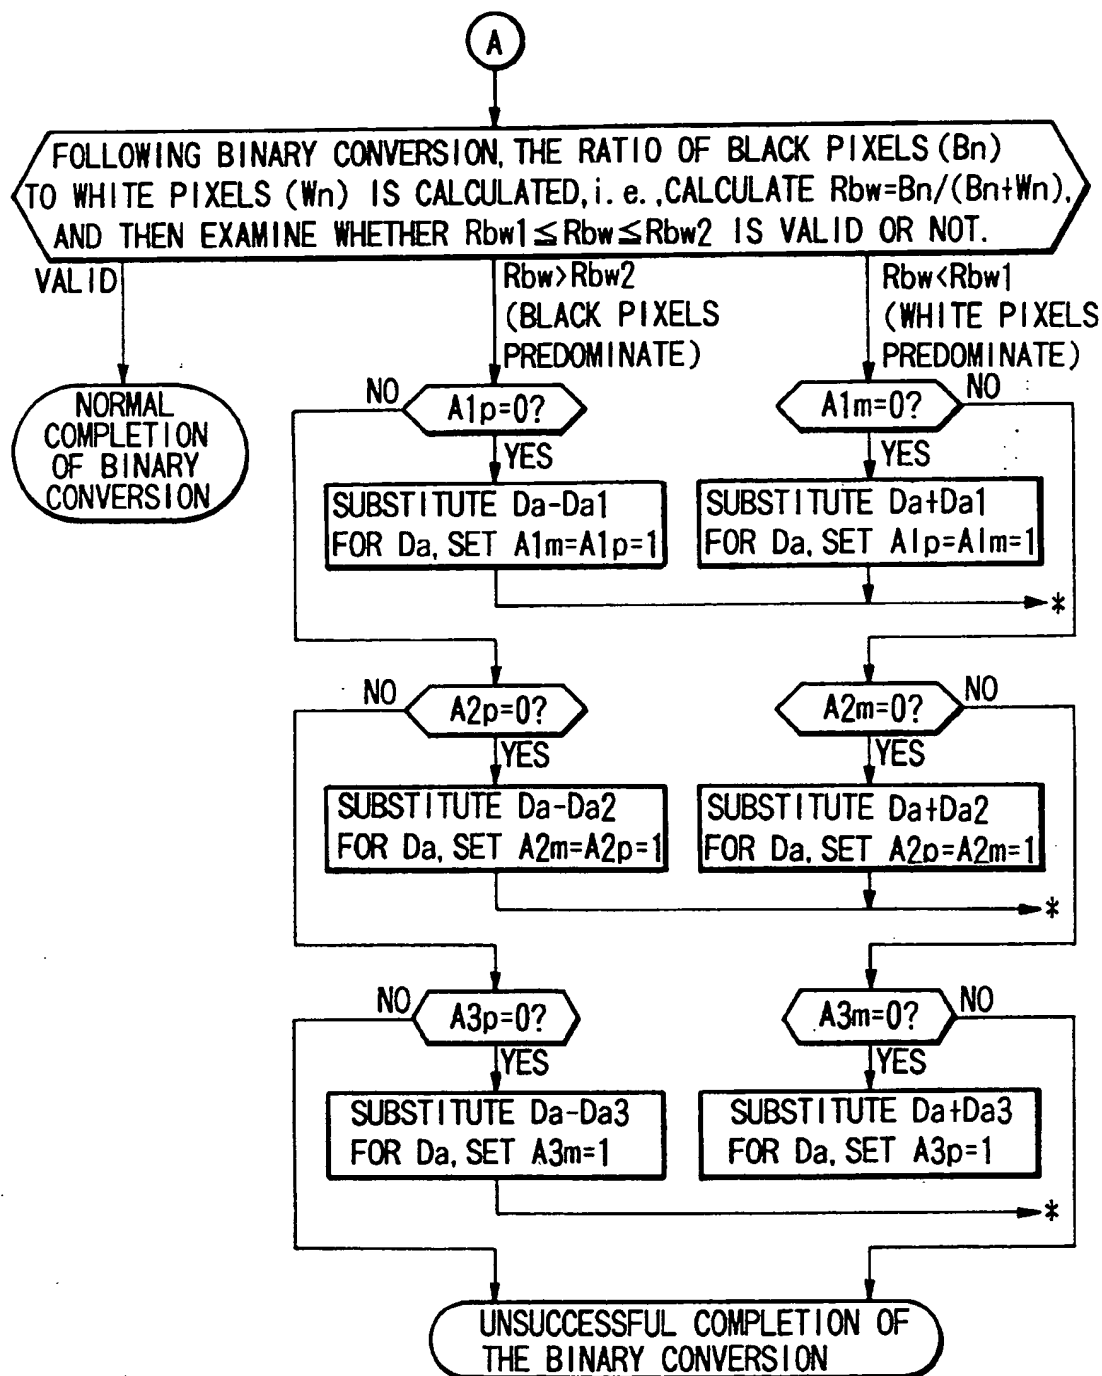 A
FOLLOWING BINARY CONVERSION, THE RATIO OF BLACK PIXELS (Bn)
TO WHITE PIXELS (Wn) IS CALCULATED, i.e., CALCULATE Rbw=Bn/(Bn+Wn),
AND THEN EXAMINE WHETHER Rbw1≦Rbw≦Rbw2 IS VALID OR NOT.
VALID
Rbw>Rbw2
(BLACK PIXELS
PREDOMINATE)
Rbw<Rbw1
(WHITE PIXELS
PREDOMINATE)
NORMAL
COMPLETION
OF BINARY
CONVERSION
NO
A1p=0?
YES
A1m=0?
NO
YES
SUBSTITUTE Da-Da1
FOR Da, SET A1m=A1p=1
SUBSTITUTE Da+Da1
FOR Da, SET A1p=A1m=1
*
NO
A2p=0?
YES
A2m=0?
NO
YES
SUBSTITUTE Da-Da2
FOR Da, SET A2m=A2p=1
SUBSTITUTE Da+Da2
FOR Da, SET A2p=A2m=1
*
NO
A3p=0?
YES
A3m=0?
NO
YES
SUBSTITUTE Da-Da3
FOR Da, SET A3m=1
SUBSTITUTE Da+Da3
FOR Da, SET A3p=1
*
UNSUCCESSFUL COMPLETION OF
THE BINARY CONVERSION